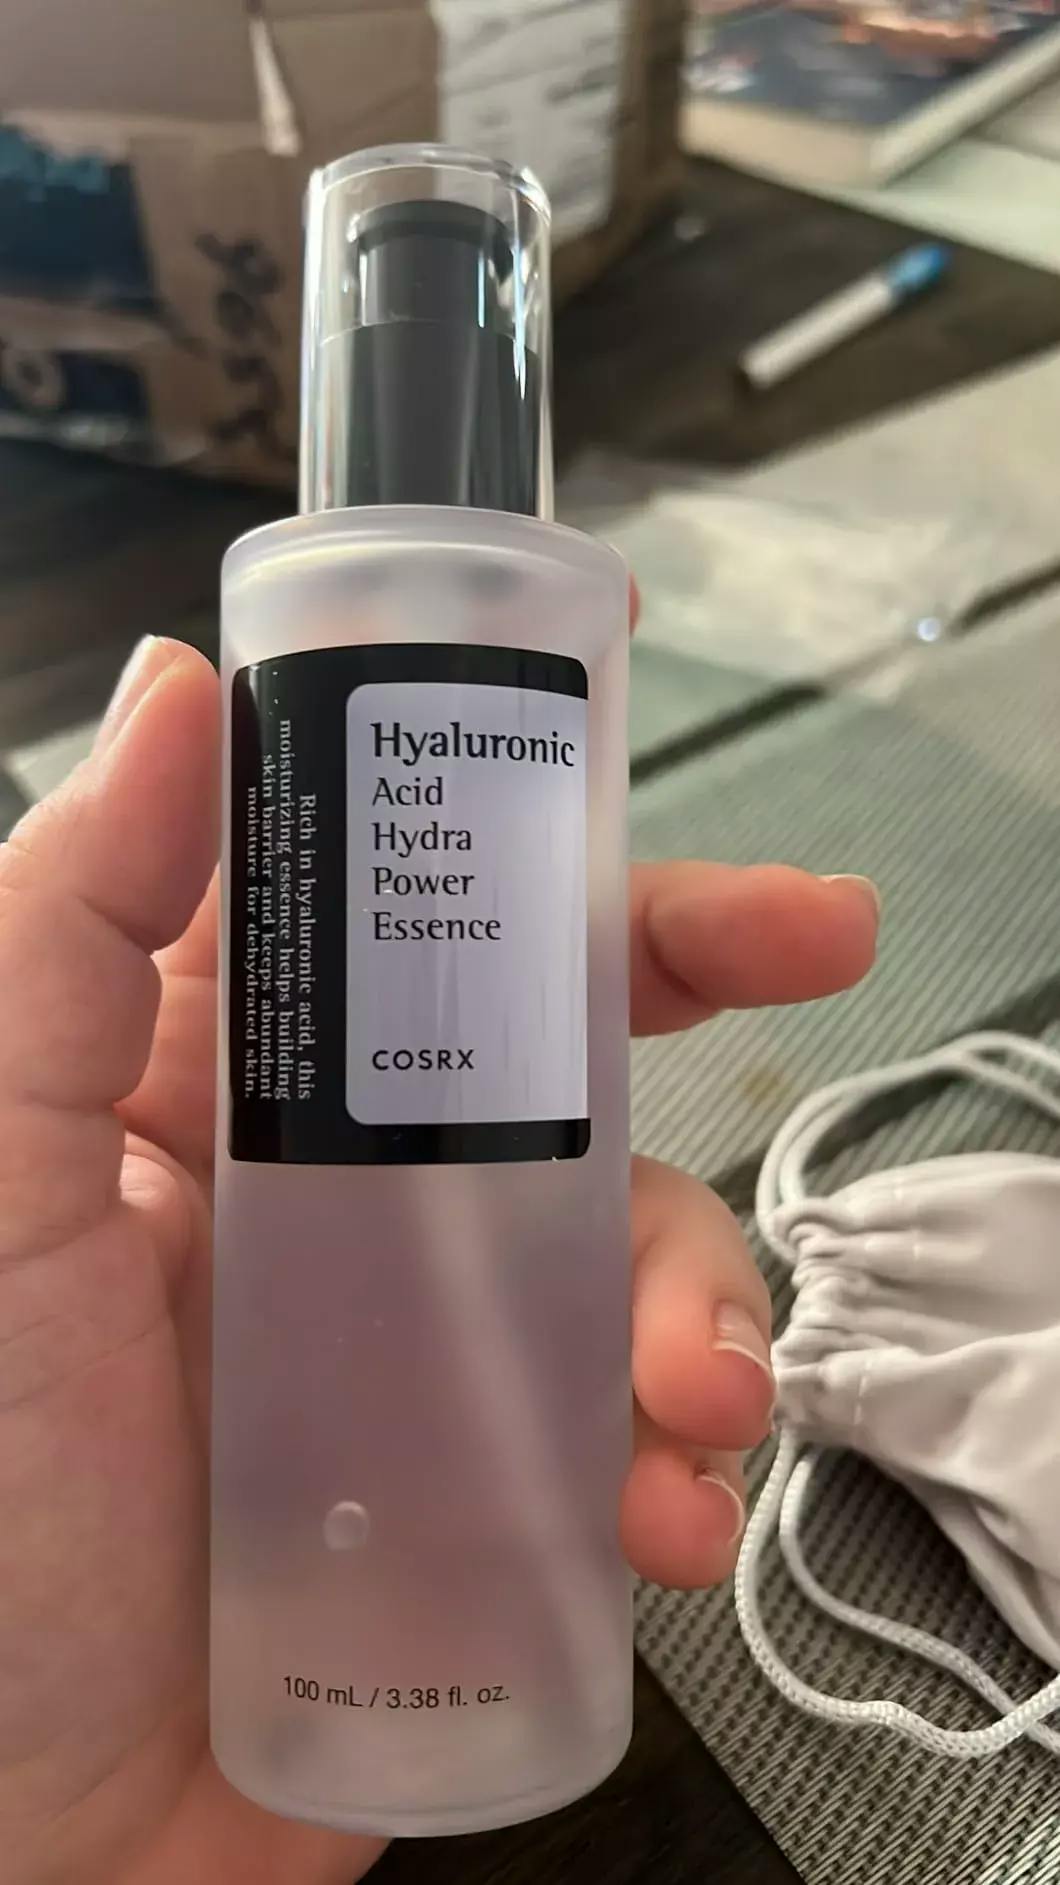 Hyaluronic
Acid
Hydra
Power
Essence
COSRX
Rich in hyaluronic acid, this
moisturizing essence helps building
skin barrier and keeps abundant
moisture for dehydrated skin.
100 mL / 3.38 fl. oz.